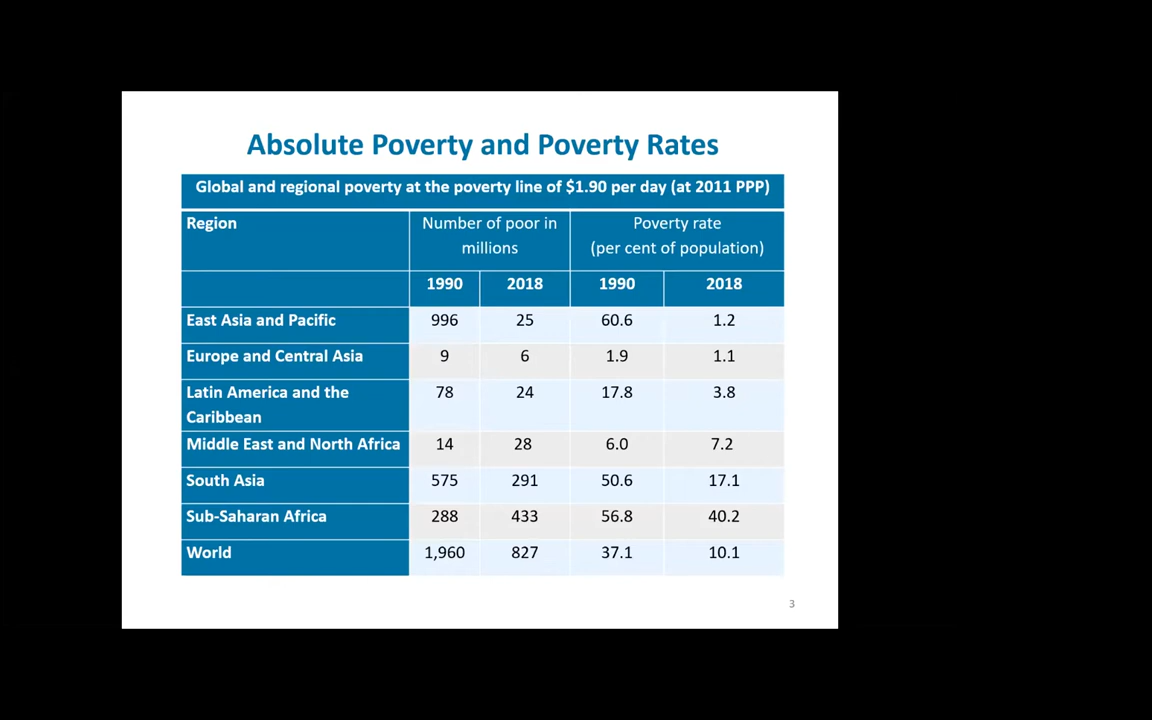 Absolute Poverty and Poverty Rates
Global and regional poverty at the poverty line of $1.90 per day (at 2011 PPP)
Region Number of poor in Poverty rate
millions (per cent of population)
1990 2018 1990 2018
East Asia and Pacific 996 25 60.6 1.2
Europe and Central Asia 9 6 1.9 1.1
Latin America and the 78 24 17.8 3.8
Caribbean
Middle East and North Africa 14 28 6.0 7.2
South Asia 575 291 50.6 17.1
Sub-Saharan Africa 288 433 56.8 40.2
World 1,960 827 37.1 10.1
3